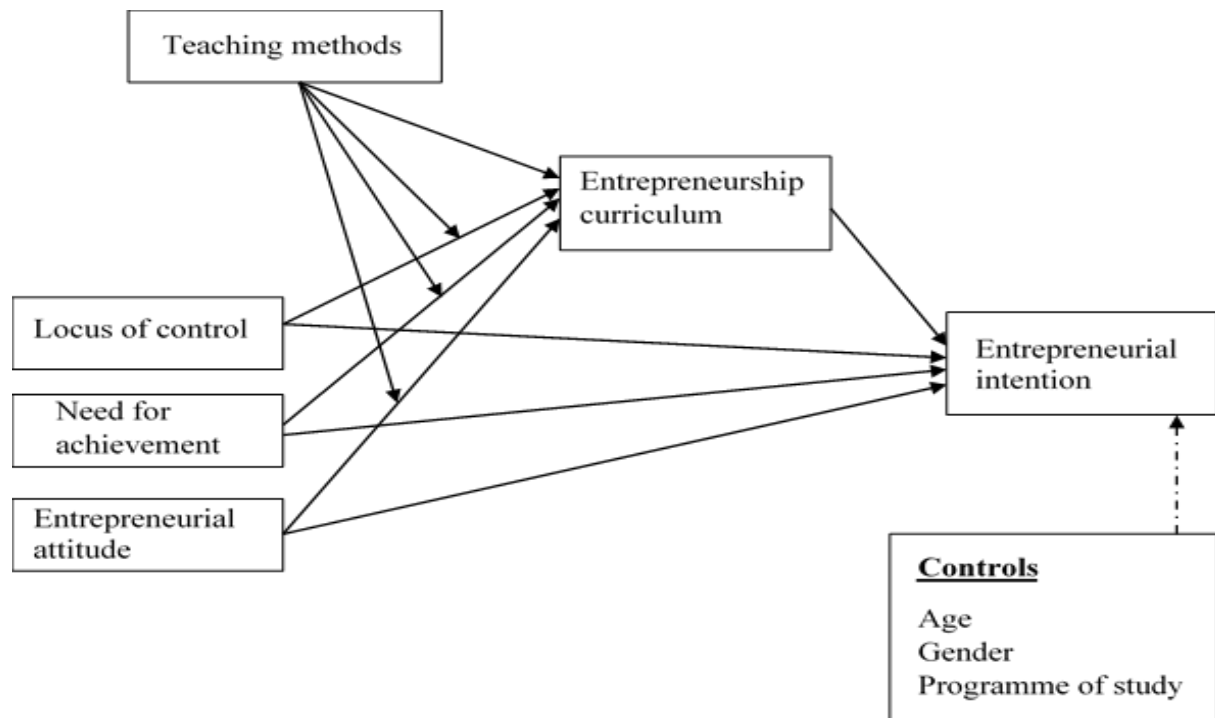 Teaching methods
Entrepreneurship
curriculum
Locus of control
Entrepreneurial
intention
Need for
achievement
Entrepreneurial
attitude
Controls
Age
Gender
Programme of study